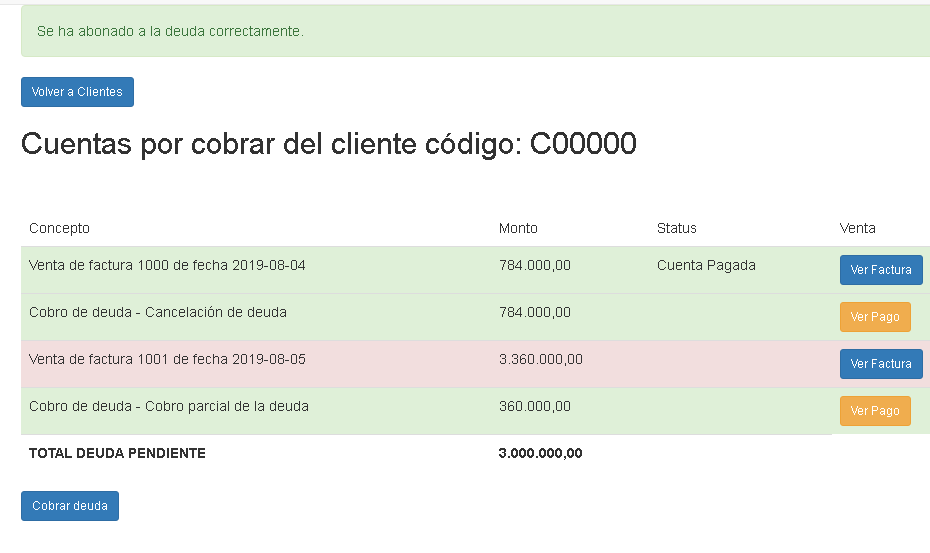 Se ha abonado a la deuda correctamente.
Volver a Clientes
Cuentas por cobrar del cliente código: C00000
Concepto Monto Status Venta
Venta de factura 1000 de fecha 2019-08-04 784.000,00 Cuenta Pagada Ver Factura
Cobro de deuda - Cancelación de deuda 784.000,00 Ver Pago
Venta de factura 1001 de fecha 2019-08-05 3.360.000,00 Ver Factura
Cobro de deuda - Cobro parcial de la deuda 360.000,00 Ver Pago
TOTAL DEUDA PENDIENTE 3.000.000,00
Cobrar deuda